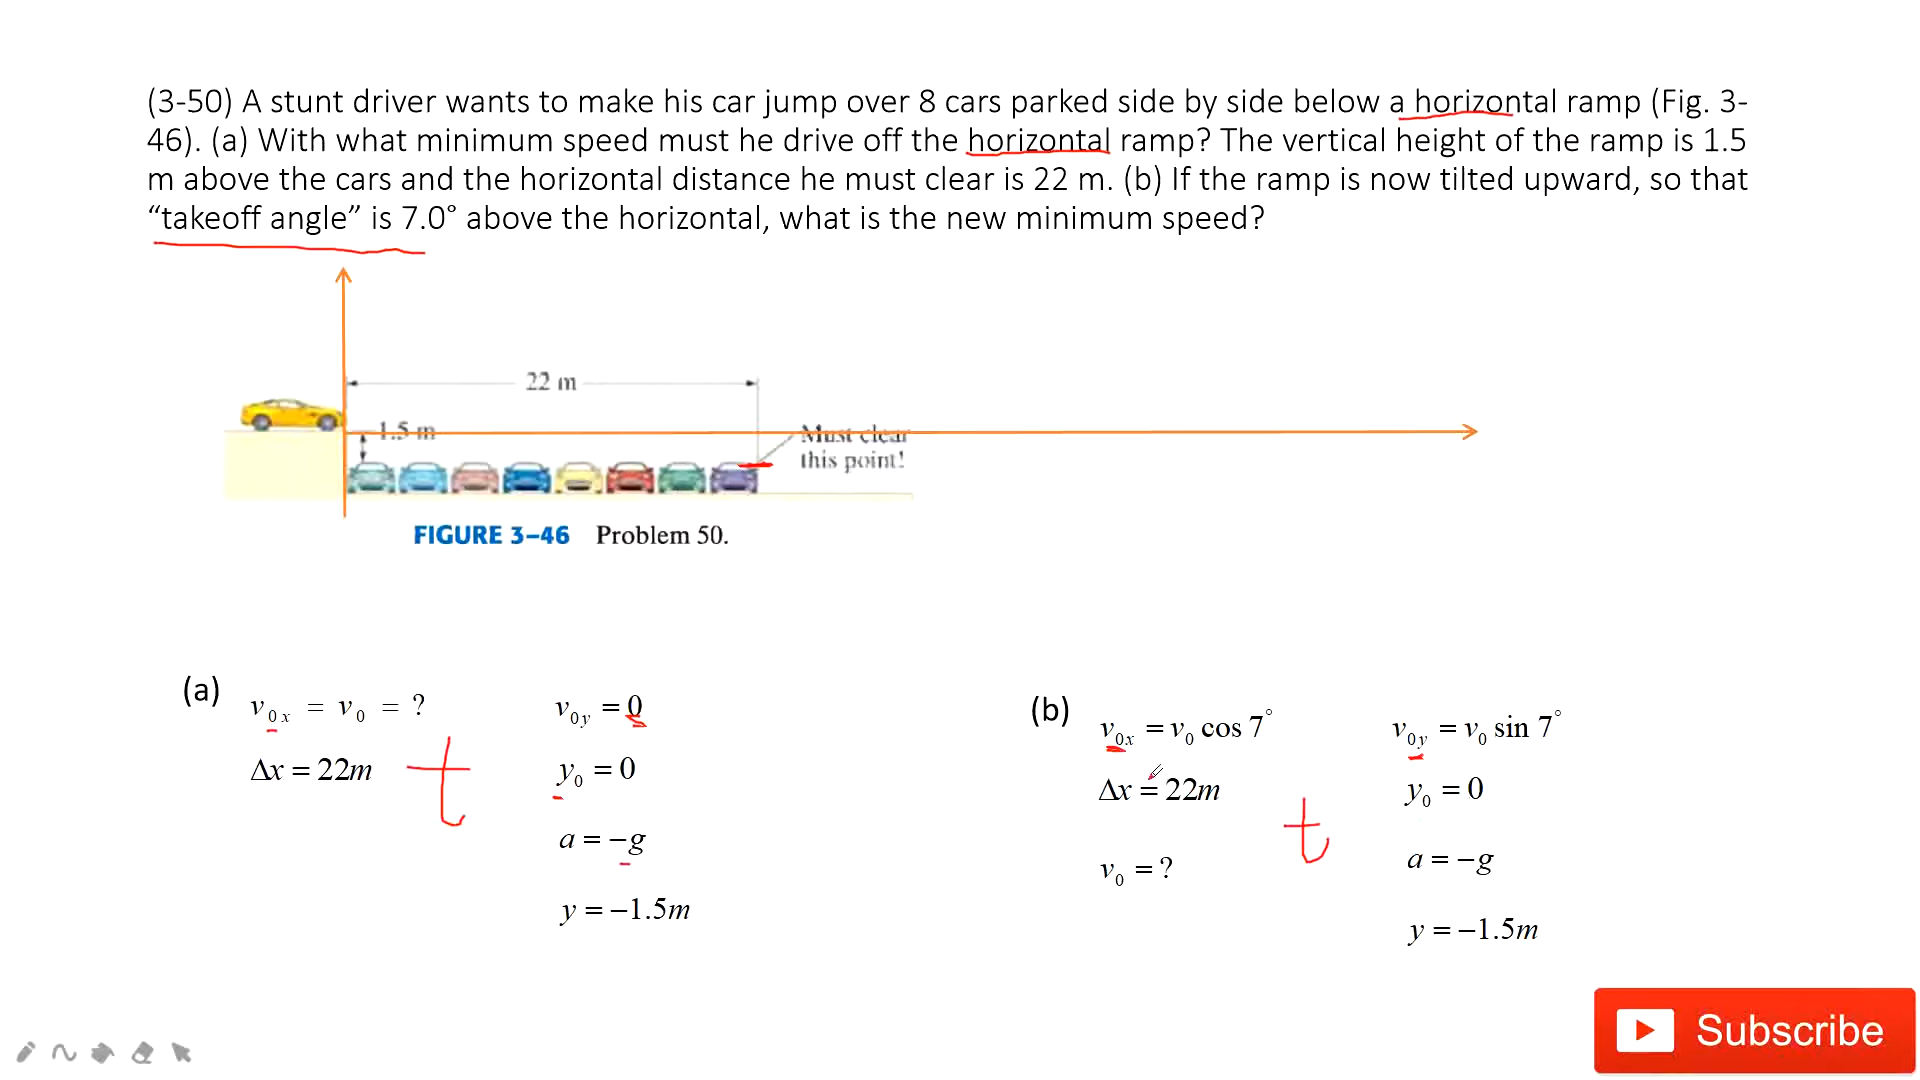 (3-50) A stunt driver wants to make his car jump over 8 cars parked side by side below a horizontal ramp (Fig. 3-
46). (a) With what minimum speed must he drive off the horizontal ramp? The vertical height of the ramp is 1.5
m above the cars and the horizontal distance he must clear is 22 m. (b) If the ramp is now tilted upward, so that
“takeoff angle” is 7.0° above the horizontal, what is the new minimum speed?
22 m
1.5 m
Must clear
this point!
FIGURE 3–46 Problem 50.
(a)
v₀ₓ = v₀ = ?
Δx = 22m
t
v₀y = 0
y₀ = 0
a = −g
y = −1.5m
(b)
v₀ₓ = v₀ cos 7°
Δx = 22m
v₀ = ?
t
v₀y = v₀ sin 7°
y₀ = 0
a = −g
y = −1.5m
Subscribe